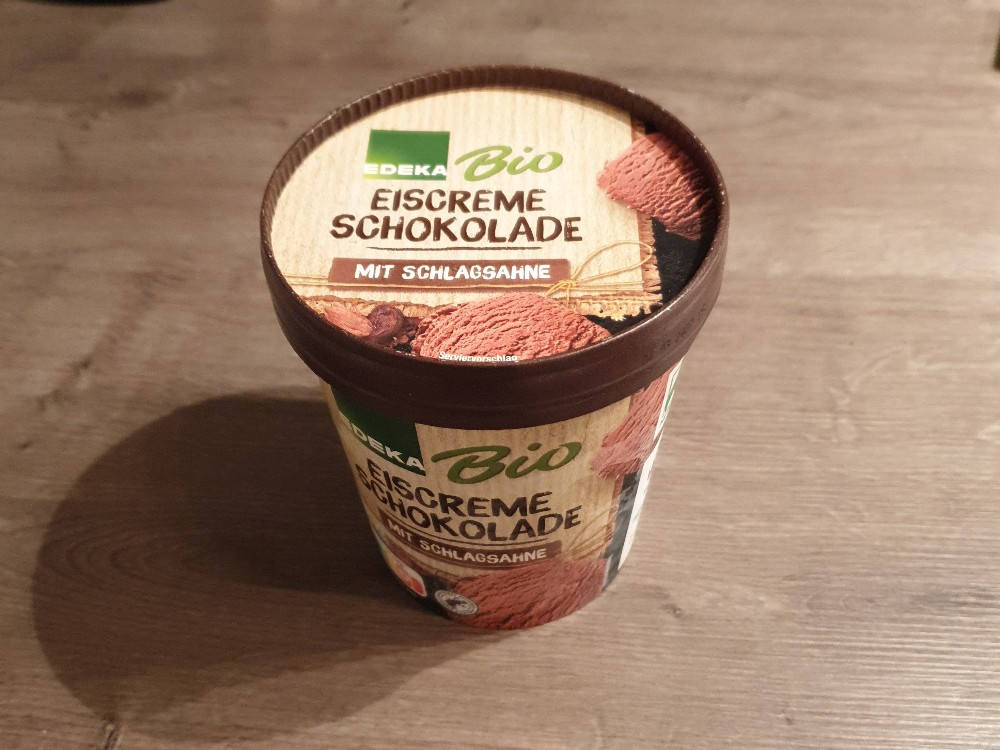 EDEKA Bio
EISCREME
SCHOKOLADE
MIT SCHLAGSAHNE
Serviervorschlag
EDEKA Bio
EISCREME
SCHOKOLADE
MIT SCHLAGSAHNE